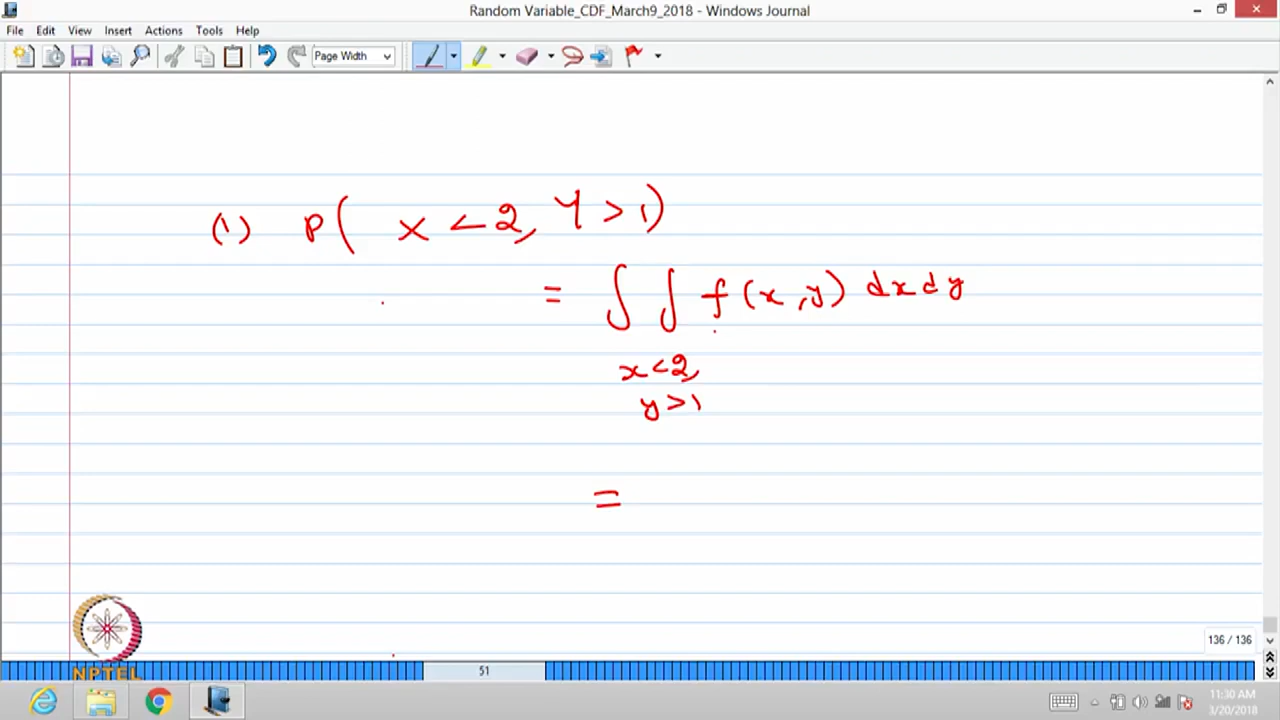 Random Variable_CDF_March9_2018 - Windows Journal
File Edit View Insert Actions Tools Help
Page Width
(1) P( X < 2, Y > 1)
= ∫ ∫ f(x,y) dx dy
x < 2,
y > 1
=
136 / 136
51
NPTEL
11:30 AM
3/20/2018